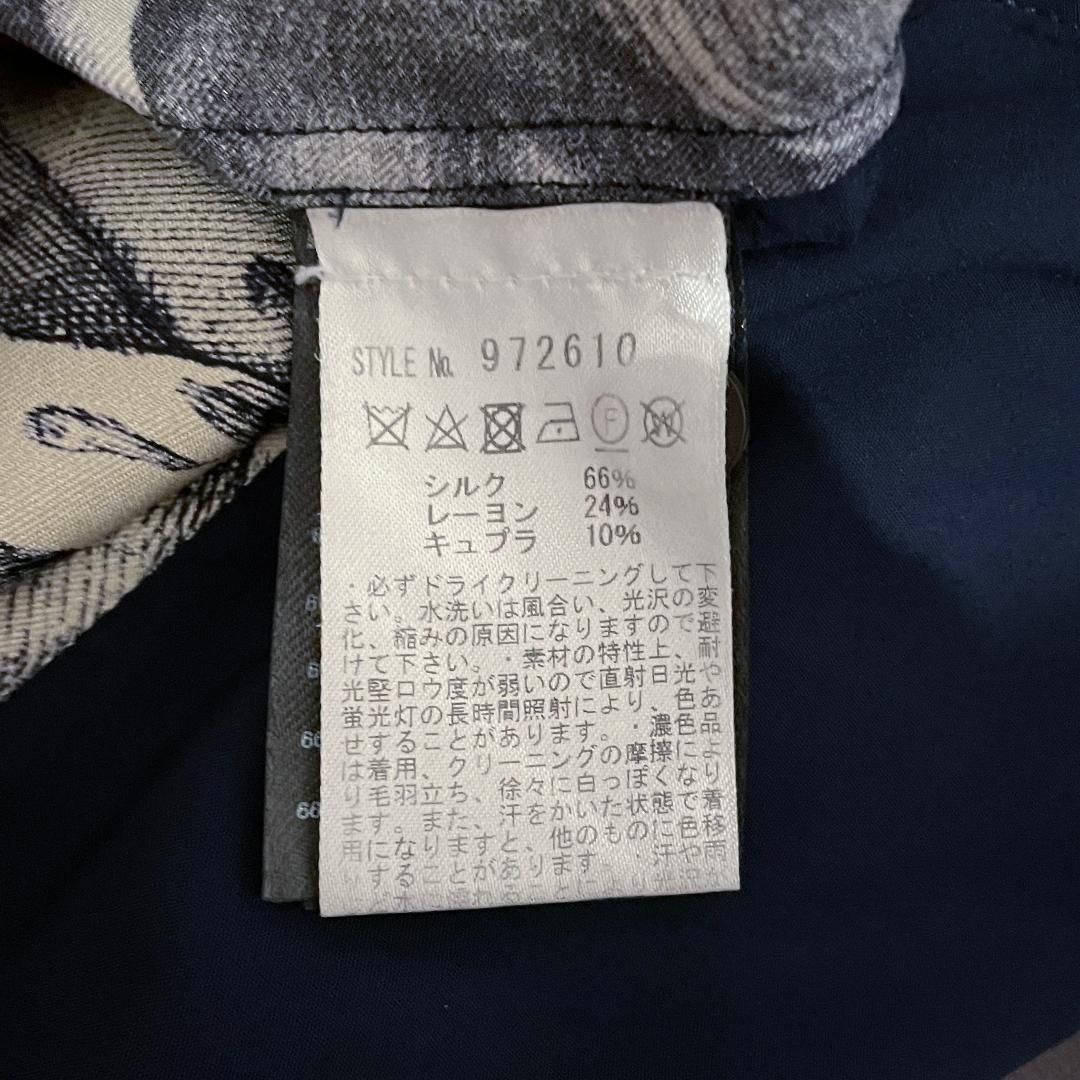 STYLE No. 972610
F
W
シルク 66%
レーヨン 24%
キュプラ 10%
・必ずドライクリーニングして下
さい。水洗いは風合い、光沢の変
化、縮みの原因になりますので避
けて下さい。・素材の特性上、耐
光堅ロウ度が弱いので直射日光や
蛍光灯の長時間照射により、色あ
せすることがあります。・濃色品
は着用、クリーニングの摩擦により
り毛羽立ち、徐々に白っぽくなり
ます。また、汗をかいた状態で着
用になりますと、他のものに色移
りすることがあります。・汗や雨